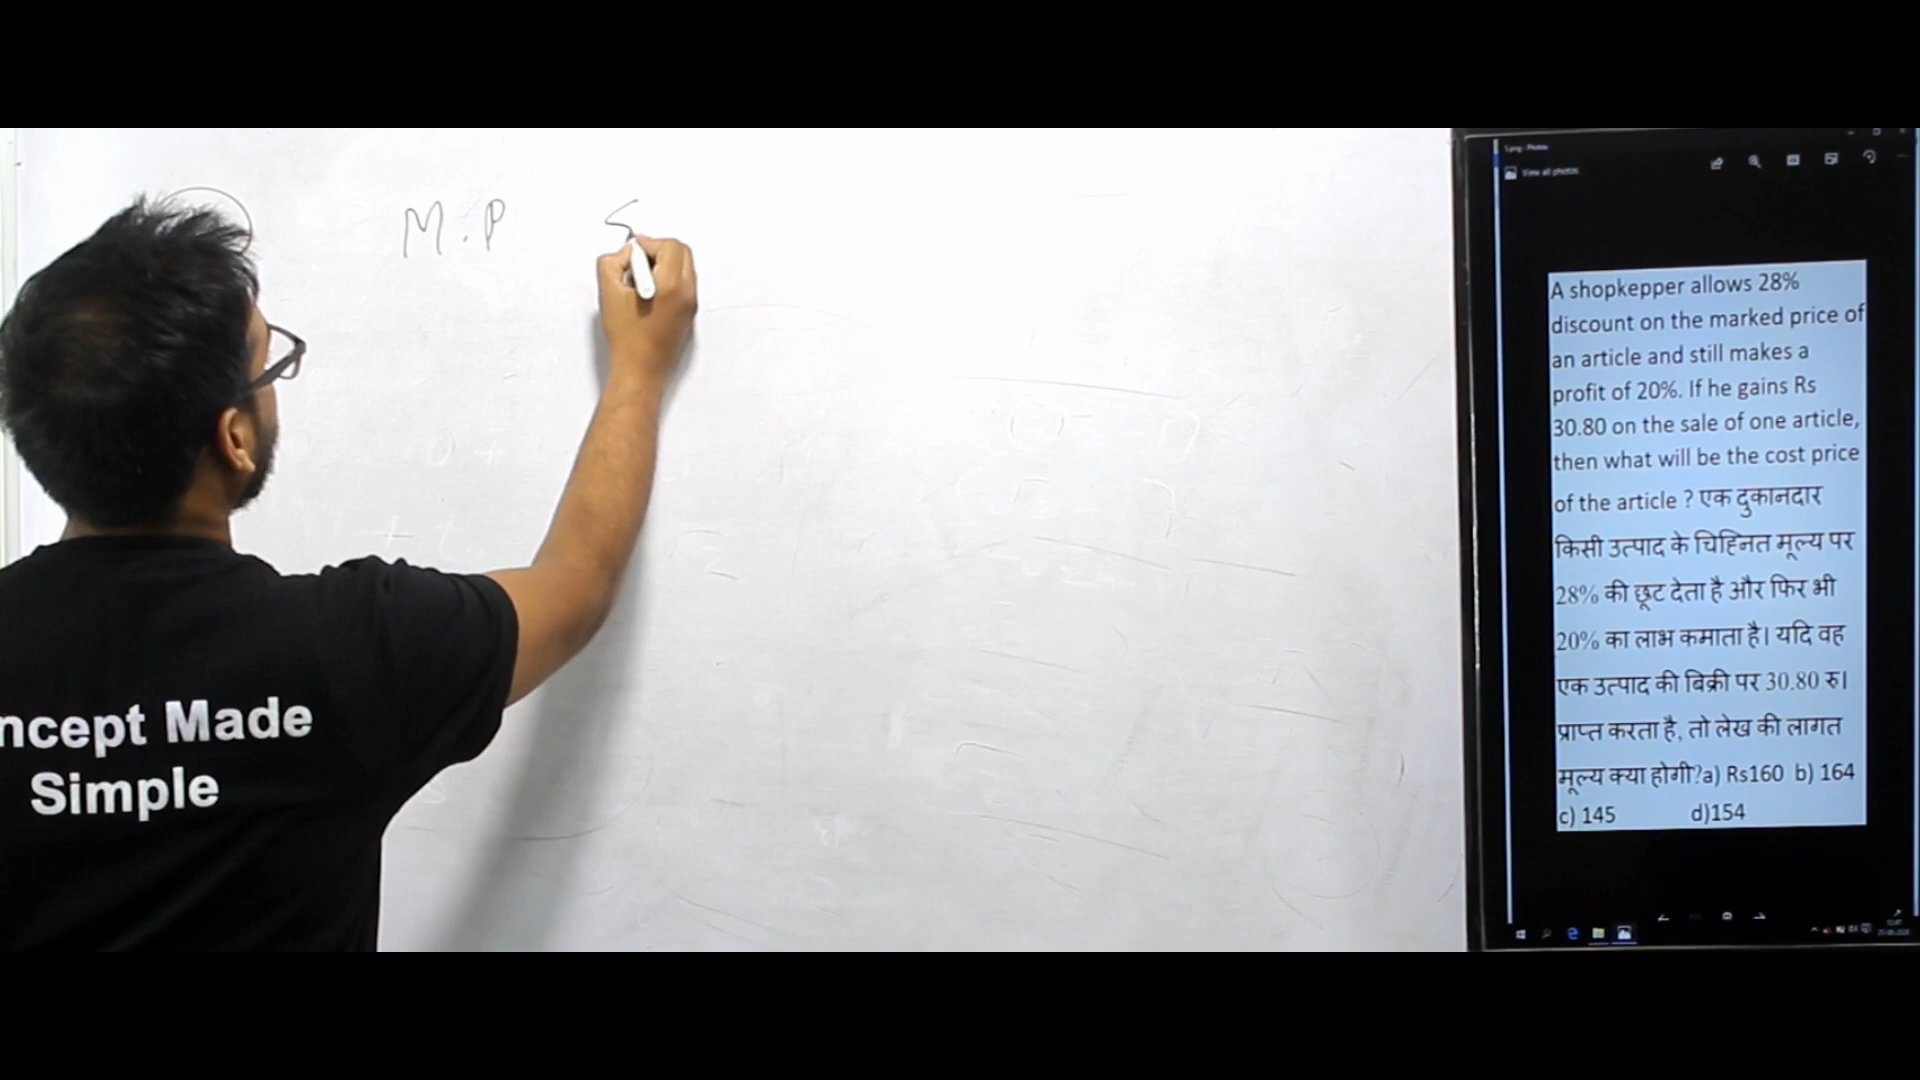 M.P S
ncept Made
Simple
View all photos
A shopkepper allows 28%
discount on the marked price of
an article and still makes a
profit of 20%. If he gains Rs
30.80 on the sale of one article,
then what will be the cost price
of the article ? एक दुकानदार
किसी उत्पाद के चिह्नित मूल्य पर
28% की छूट देता है और फिर भी
20% का लाभ कमाता है। यदि वह
एक उत्पाद की बिक्री पर 30.80 रु।
प्राप्त करता है, तो लेख की लागत
मूल्य क्या होगी?a) Rs160 b) 164
c) 145 d)154